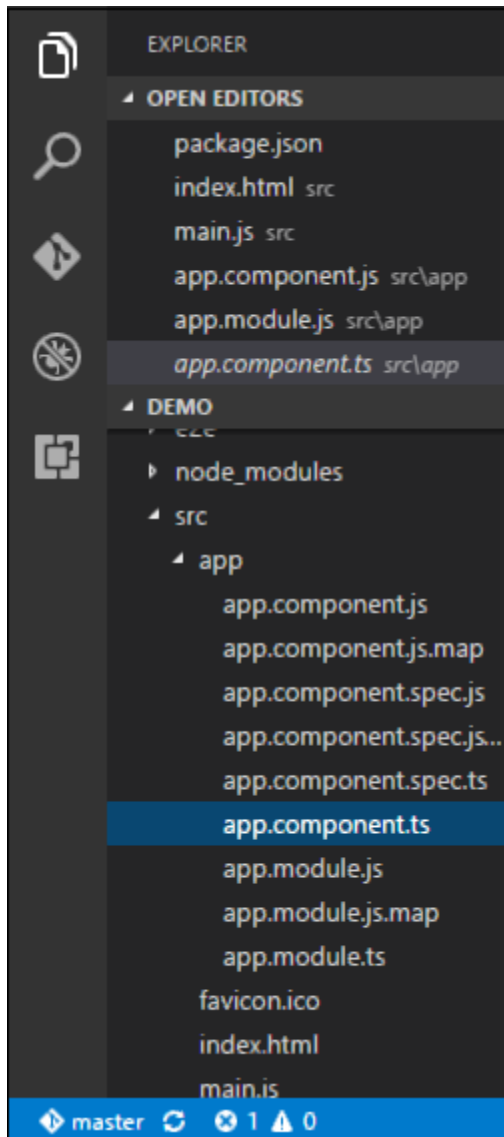 EXPLORER
OPEN EDITORS
package.json
index.html src
main.js src
app.component.js src\app
app.module.js src\app
app.component.ts src\app
DEMO
e2e
node_modules
src
app
app.component.js
app.component.js.map
app.component.spec.js
app.component.spec.js...
app.component.spec.ts
app.component.ts
app.module.js
app.module.js.map
app.module.ts
favicon.ico
index.html
main.js
master 1 0